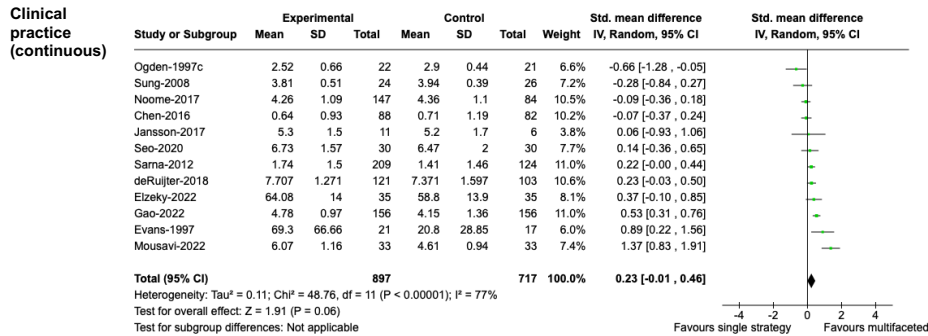 Clinical
practice
(continuous)
Experimental Control Std. mean difference Std. mean difference
Study or Subgroup Mean SD Total Mean SD Total Weight IV, Random, 95% CI IV, Random, 95% CI
Ogden-1997c 2.52 0.66 22 2.9 0.44 21 6.6% -0.66 [-1.28 , -0.05]
Sung-2008 3.81 0.51 24 3.94 0.39 26 7.2% -0.28 [-0.84 , 0.27]
Noome-2017 4.26 1.09 147 4.36 1.1 84 10.5% -0.09 [-0.36 , 0.18]
Chen-2016 0.64 0.93 88 0.71 1.19 82 10.1% -0.07 [-0.37 , 0.24]
Jansson-2017 5.3 1.5 11 5.2 1.7 6 3.8% 0.06 [-0.93 , 1.06]
Seo-2020 6.73 1.57 30 6.47 2 30 7.8% 0.14 [-0.36 , 0.65]
Sarna-2012 1.74 1.5 209 1.41 1.46 124 11.0% 0.22 [-0.00 , 0.44]
deRuijter-2018 7.707 1.271 121 7.371 1.597 103 10.6% 0.23 [-0.03 , 0.50]
Elzeky-2022 64.08 14 35 58.8 13.9 35 8.1% 0.37 [-0.10 , 0.85]
Gao-2022 4.78 0.97 156 4.15 1.36 156 11.0% 0.53 [0.31 , 0.76]
Evans-1997 69.3 66.66 21 20.8 28.85 17 6.0% 0.89 [0.22 , 1.56]
Mousavi-2022 6.07 1.16 33 4.61 0.94 33 7.4% 1.37 [0.83 , 1.91]
Total (95% CI) 897 717 100.0% 0.23 [-0.01 , 0.46]
Heterogeneity: Tau² = 0.11; Chi² = 48.76, df = 11 (P < 0.00001); I² = 77%
Test for overall effect: Z = 1.91 (P = 0.06)
Test for subgroup differences: Not applicable
-4 -2 0 2 4
Favours single strategy Favours multifaceted